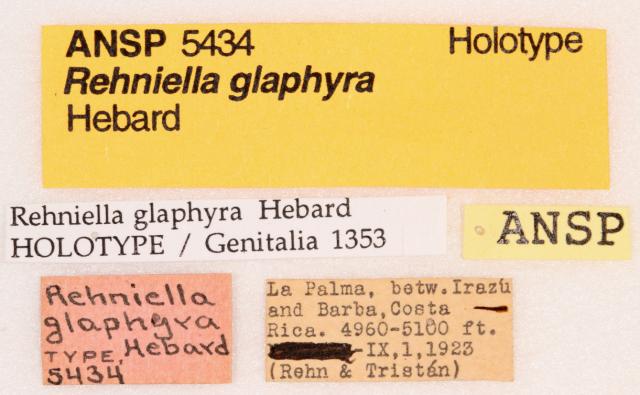 ANSP 5434 Holotype
Rehniella glaphyra
Hebard
Rehniella glaphyra Hebard
HOLOTYPE / Genitalia 1353
ANSP
Rehniella
glaphyra
TYPE, Hebard
5434
La Palma, betw. Irazú
and Barba, Costa
Rica. 4960-5100 ft.
IX,1,1923
(Rehn & Tristán)